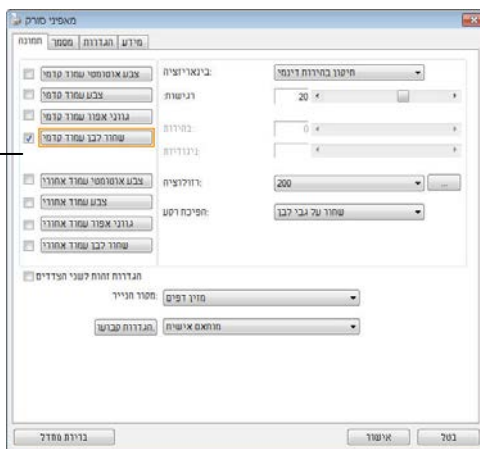 מאפיני סורק
תמונה מסמך הגדרות מידע
צבע אוטומטי עמוד קדמי
צבע עמוד קדמי
גווני אפור עמוד קדמי
שחור לבן עמוד קדמי
צבע אוטומטי עמוד אחורי
צבע עמוד אחורי
גווני אפור עמוד אחורי
שחור לבן עמוד אחורי
בינאריזציה: תיקון בהירות דינמי
רגישות: 20
בהירות: 0
ניגודיות:
רזולוציה: 200 ...
הפיכת רקע: שחור על גבי לבן
הגדרות זהות לשני הצדדים
מקור הנייר: מזין דפים
הגדרות קבועו. מותאם אישית
ברירת מחדל אישור בטל